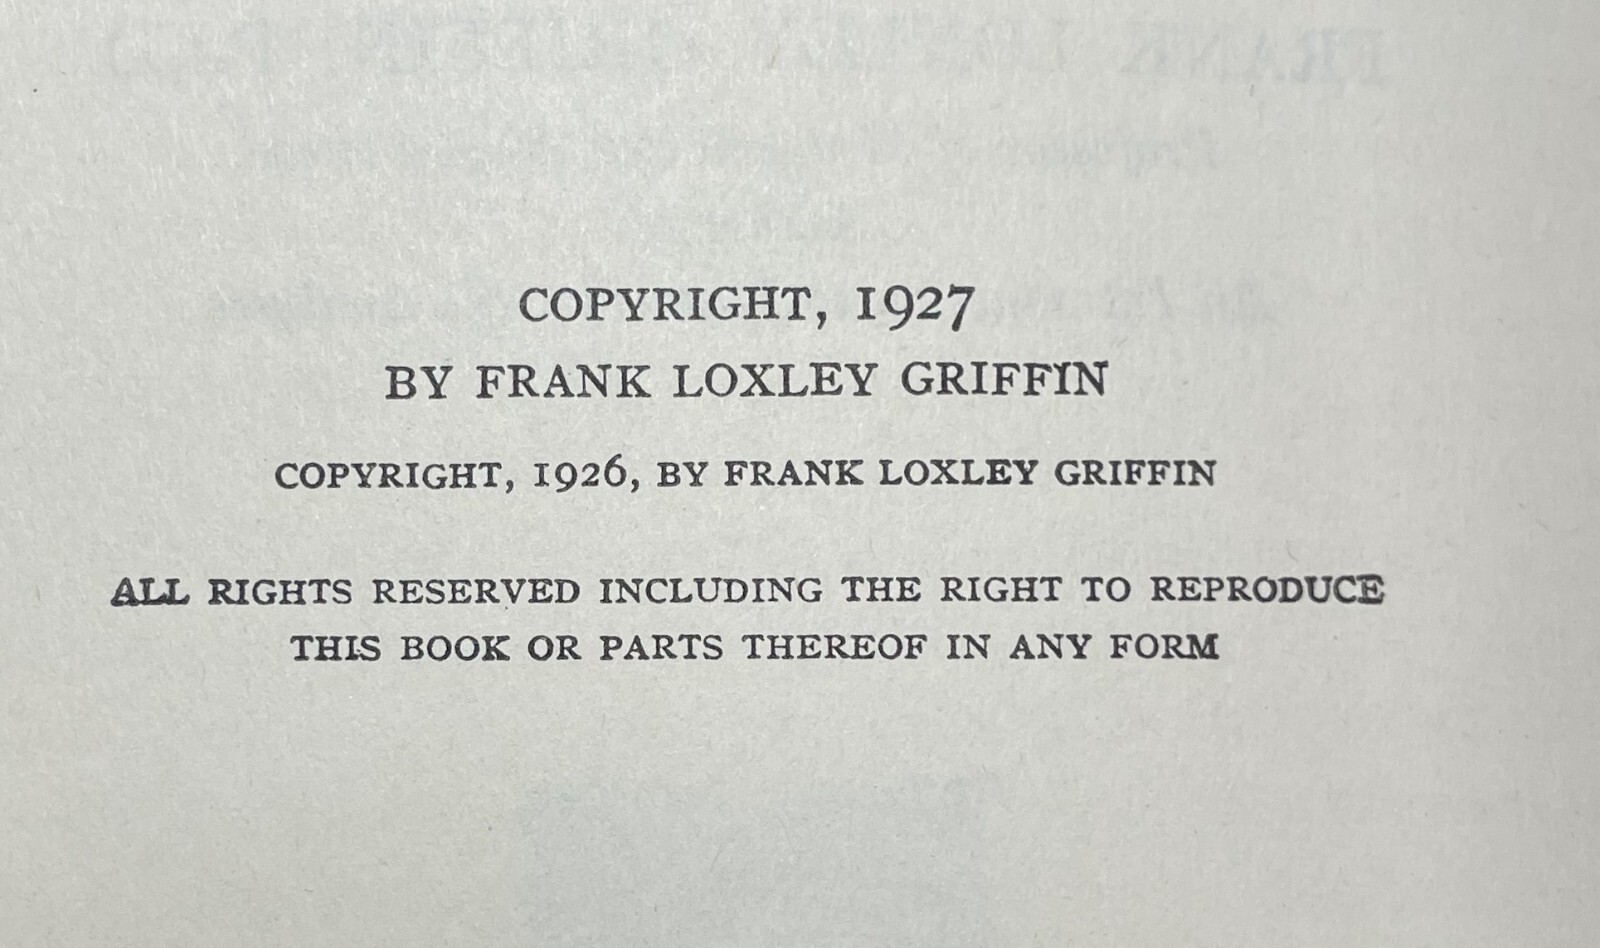 COPYRIGHT, 1927
BY FRANK LOXLEY GRIFFIN
COPYRIGHT, 1926, BY FRANK LOXLEY GRIFFIN
ALL RIGHTS RESERVED INCLUDING THE RIGHT TO REPRODUCE
THIS BOOK OR PARTS THEREOF IN ANY FORM